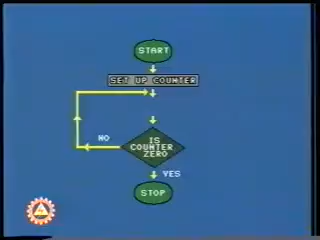 START
SET UP COUNTER
IS
COUNTER
ZERO
NO
YES
STOP